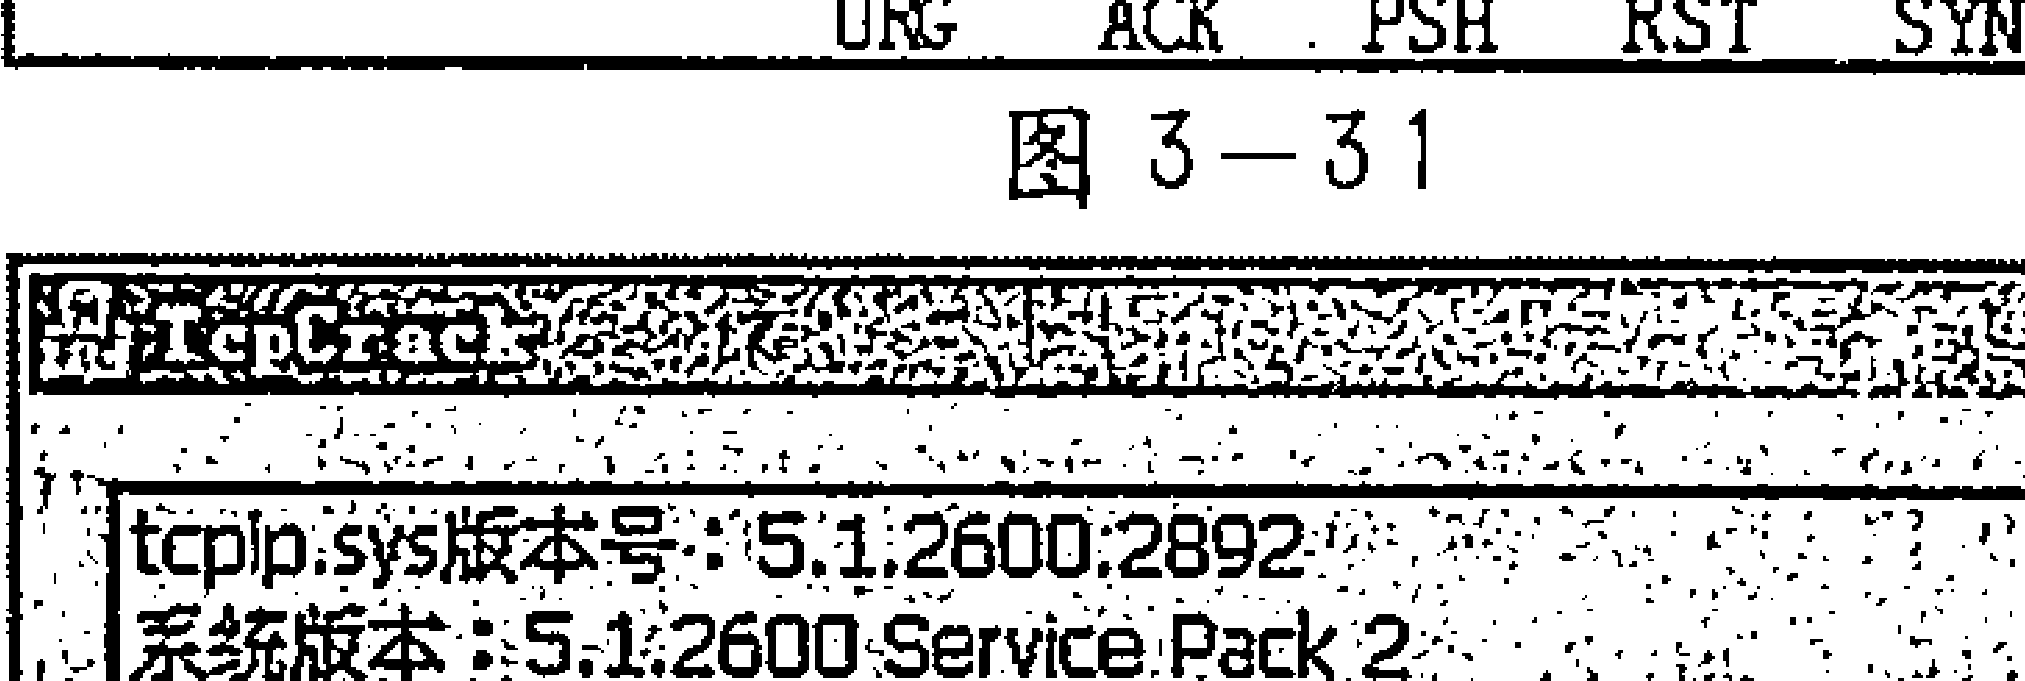 URG ACK PSH RST SYN
图 3-31
TcpCrack
tcpip.sys版本号：5.1.2600.2892
系统版本：5.1.2600 Service Pack 2